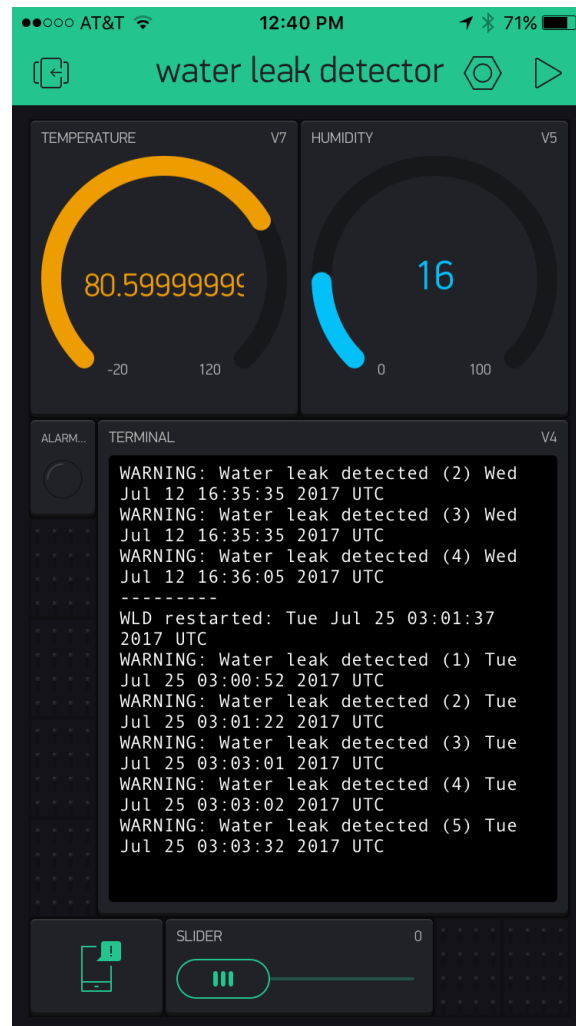 AT&T 12:40 PM 71%
water leak detector
TEMPERATURE V7
80.59999999
-20 120
HUMIDITY V5
16
0 100
ALARM...
TERMINAL V4
WARNING: Water leak detected (2) Wed
Jul 12 16:35:35 2017 UTC
WARNING: Water leak detected (3) Wed
Jul 12 16:35:35 2017 UTC
WARNING: Water leak detected (4) Wed
Jul 12 16:36:05 2017 UTC
---------
WLD restarted: Tue Jul 25 03:01:37
2017 UTC
WARNING: Water leak detected (1) Tue
Jul 25 03:00:52 2017 UTC
WARNING: Water leak detected (2) Tue
Jul 25 03:01:22 2017 UTC
WARNING: Water leak detected (3) Tue
Jul 25 03:03:01 2017 UTC
WARNING: Water leak detected (4) Tue
Jul 25 03:03:02 2017 UTC
WARNING: Water leak detected (5) Tue
Jul 25 03:03:32 2017 UTC
!
SLIDER 0